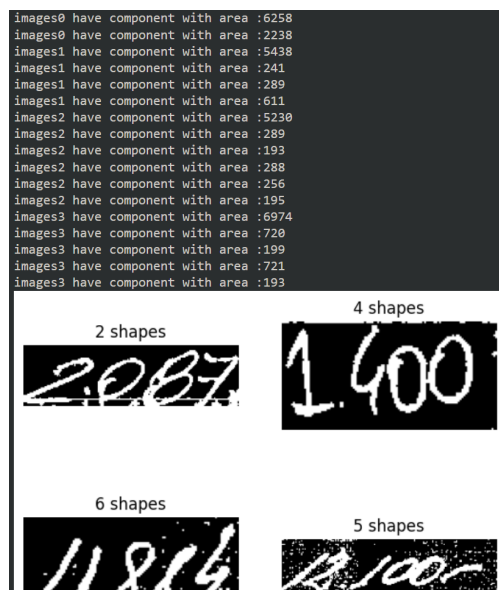 images0 have component with area :6258
images0 have component with area :2238
images1 have component with area :5438
images1 have component with area :241
images1 have component with area :289
images1 have component with area :611
images2 have component with area :5230
images2 have component with area :289
images2 have component with area :193
images2 have component with area :288
images2 have component with area :256
images2 have component with area :195
images3 have component with area :6974
images3 have component with area :720
images3 have component with area :199
images3 have component with area :721
images3 have component with area :193
2 shapes
4 shapes
2.087
1.400
6 shapes
5 shapes